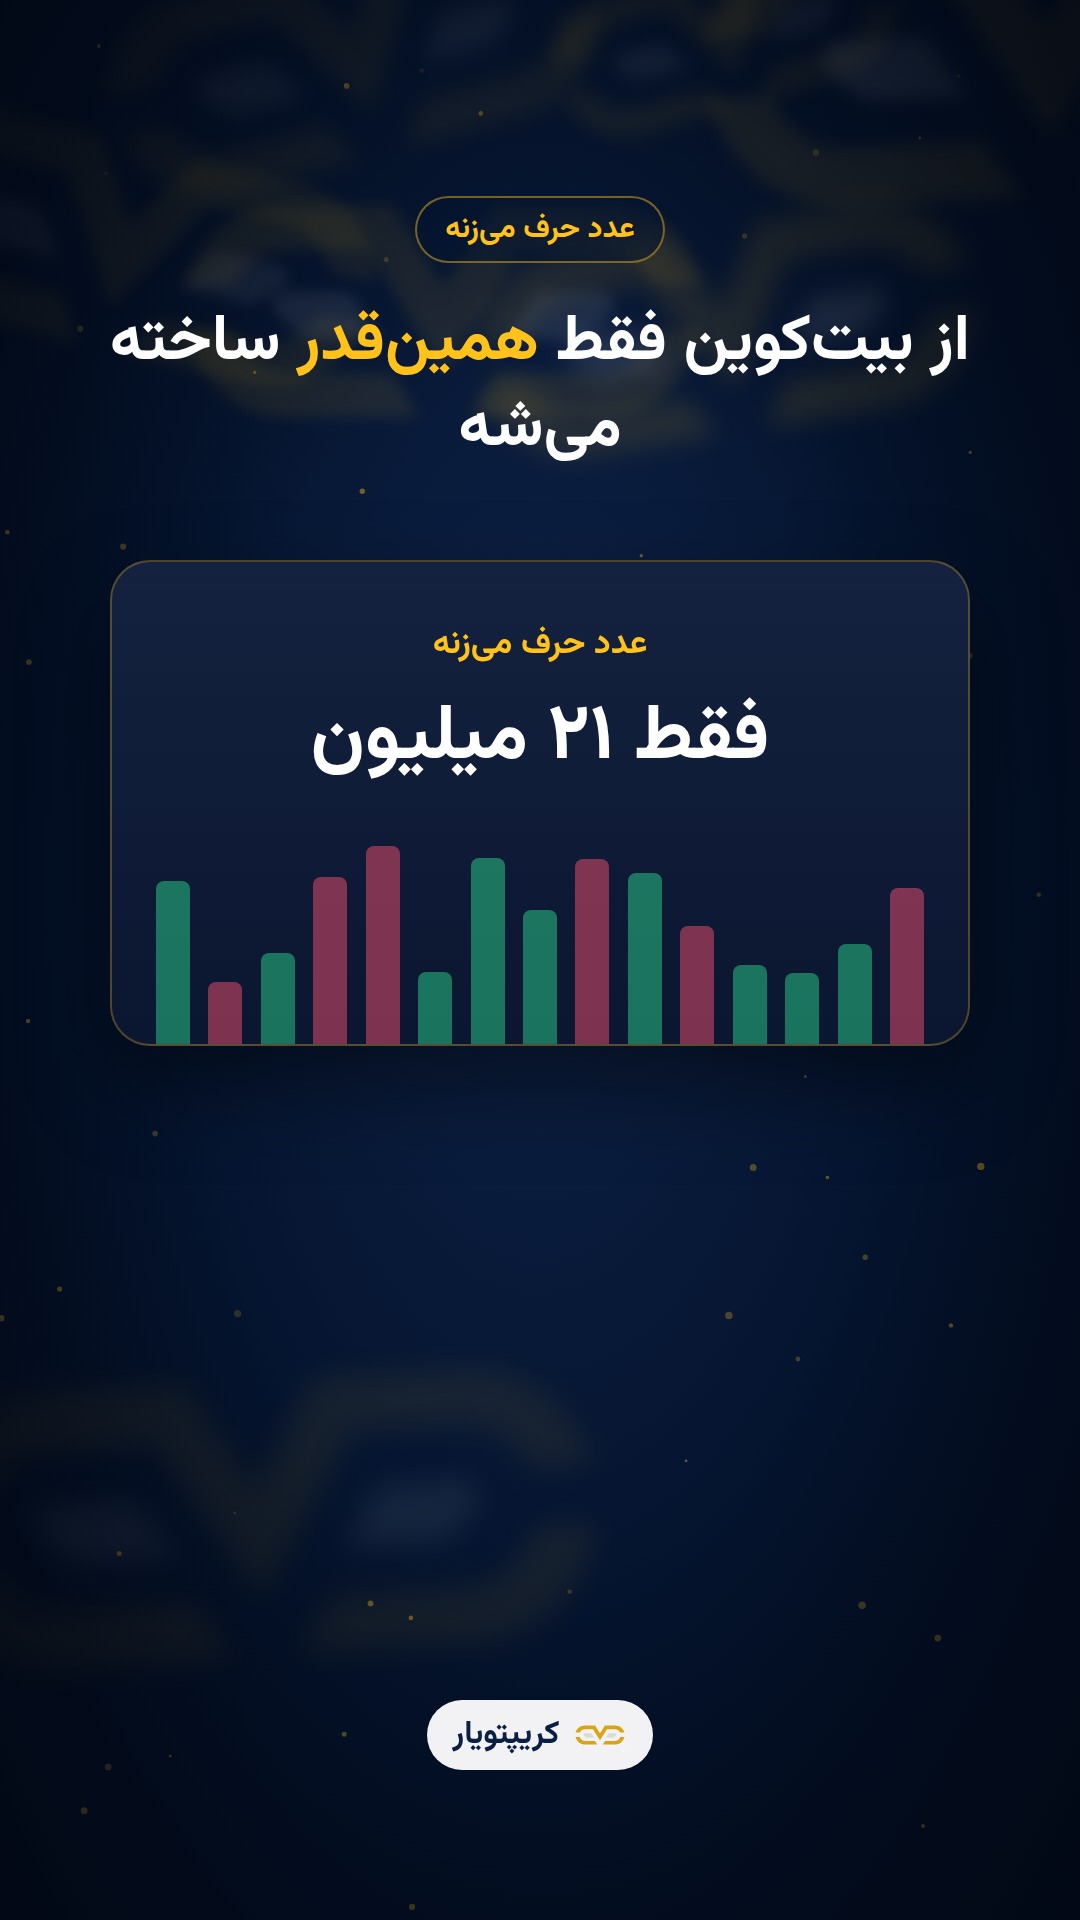 عدد حرف می‌زنه
از بیت‌کوین فقط همین‌قدر ساخته
می‌شه
عدد حرف می‌زنه
فقط ۲۱ میلیون
کریپتویار